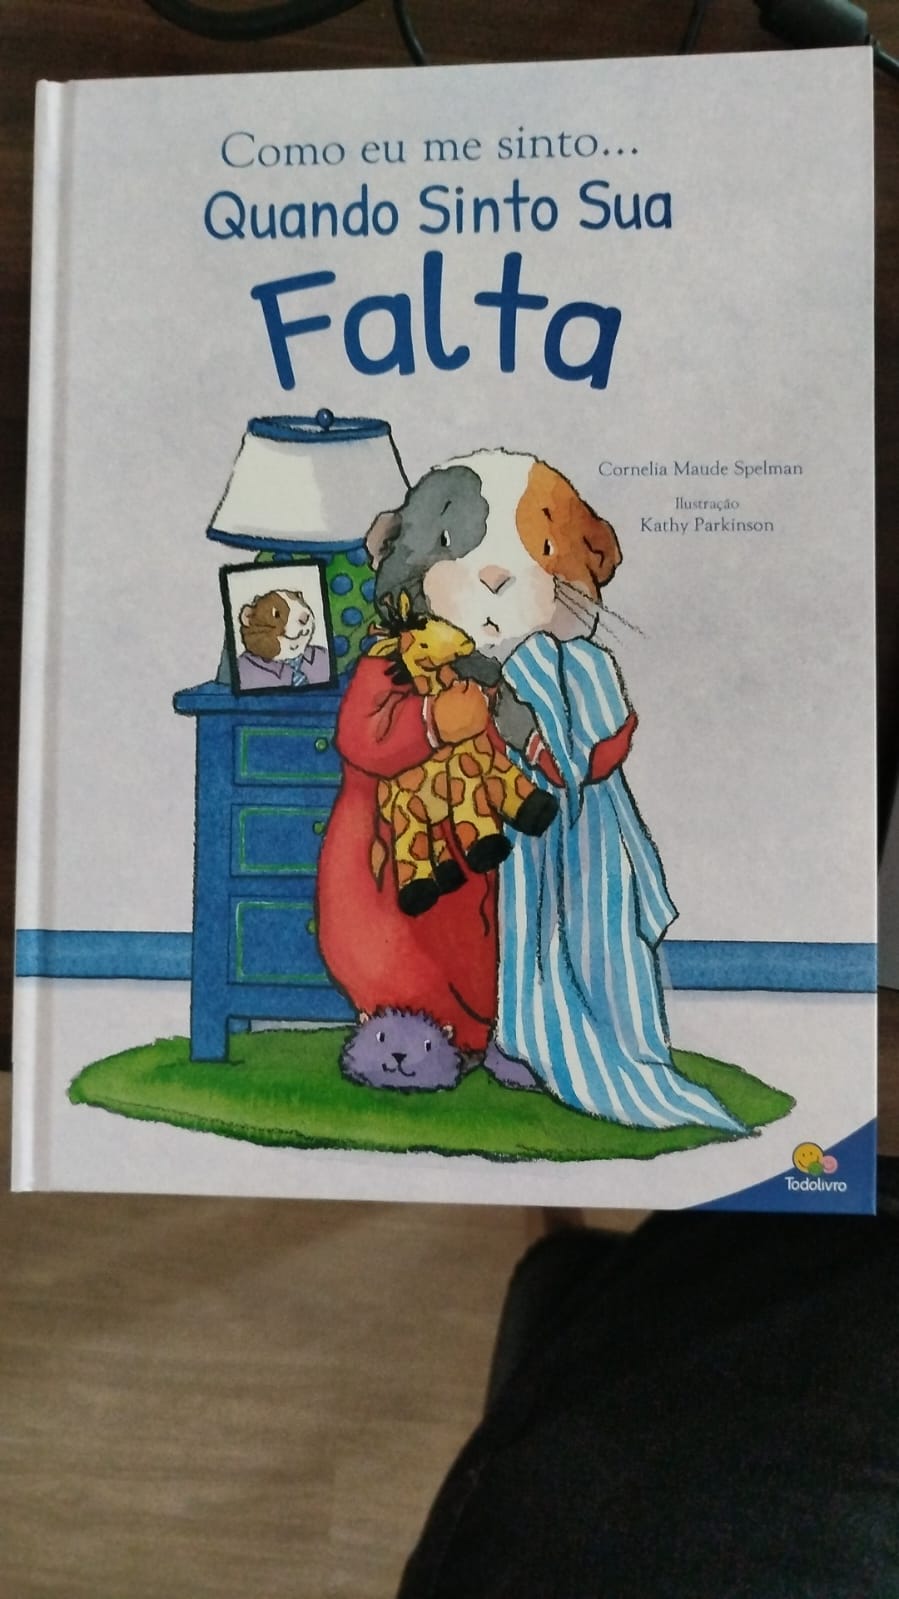 Como eu me sinto...
Quando Sinto Sua
Falta
Cornelia Maude Spelman
Ilustração
Kathy Parkinson
Todolivro